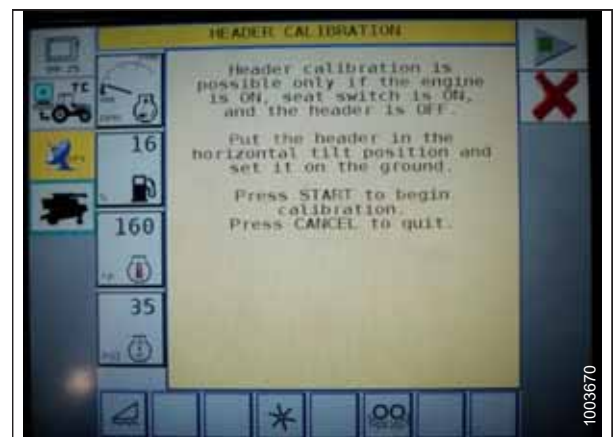 HEADER CALIBRATION
Header calibration is
possible only if the engine
is ON, seat switch is ON,
and the header is OFF.
Put the header in the
horizontal tilt position and
set it on the ground.
Press START to begin
calibration.
Press CANCEL to quit.
TC
16
160
35
1003670